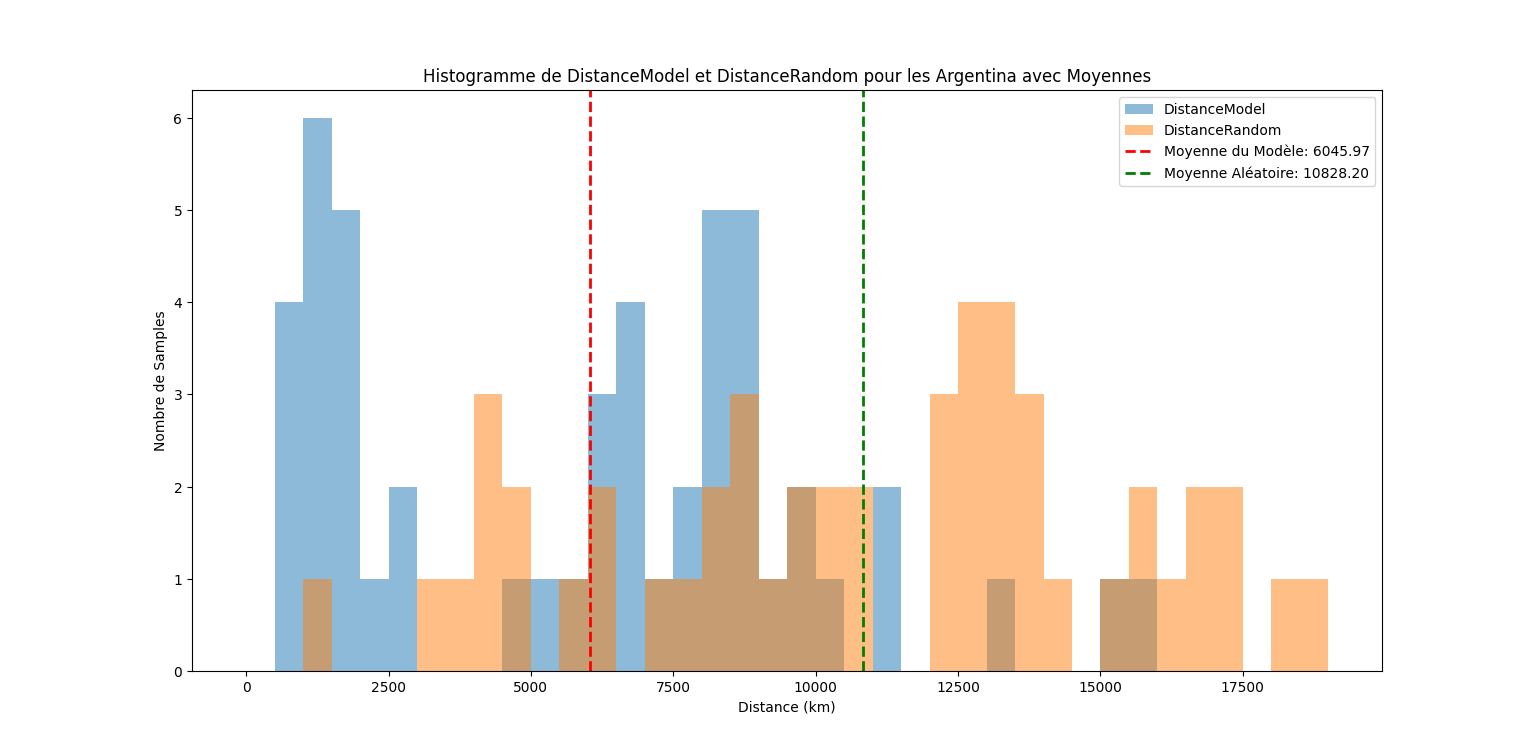 Histogramme de DistanceModel et DistanceRandom pour les Argentina avec Moyennes
DistanceModel
DistanceRandom
Moyenne du Modèle: 6045.97
Moyenne Aléatoire: 10828.20
Nombre de Samples
6
5
4
3
2
1
0
0 2500 5000 7500 10000 12500 15000 17500
Distance (km)